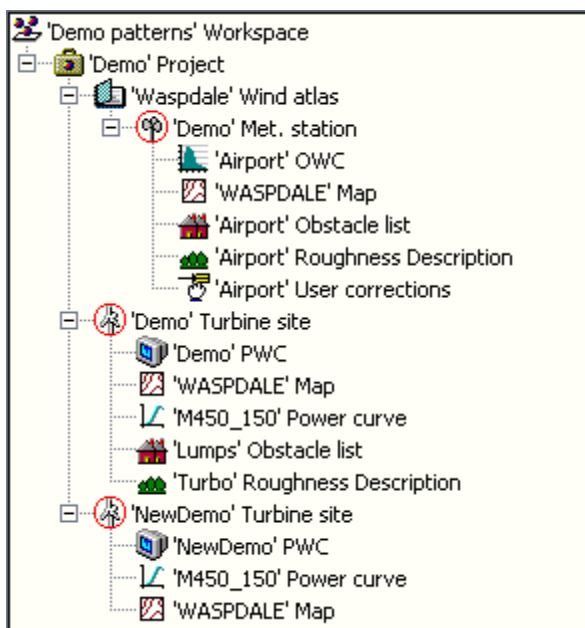 'Demo patterns' Workspace
'Demo' Project
'Waspdale' Wind atlas
'Demo' Met. station
'Airport' OWC
'WASPDALE' Map
'Airport' Obstacle list
'Airport' Roughness Description
'Airport' User corrections
'Demo' Turbine site
'Demo' PWC
'WASPDALE' Map
'M450_150' Power curve
'Lumps' Obstacle list
'Turbo' Roughness Description
'NewDemo' Turbine site
'NewDemo' PWC
'M450_150' Power curve
'WASPDALE' Map